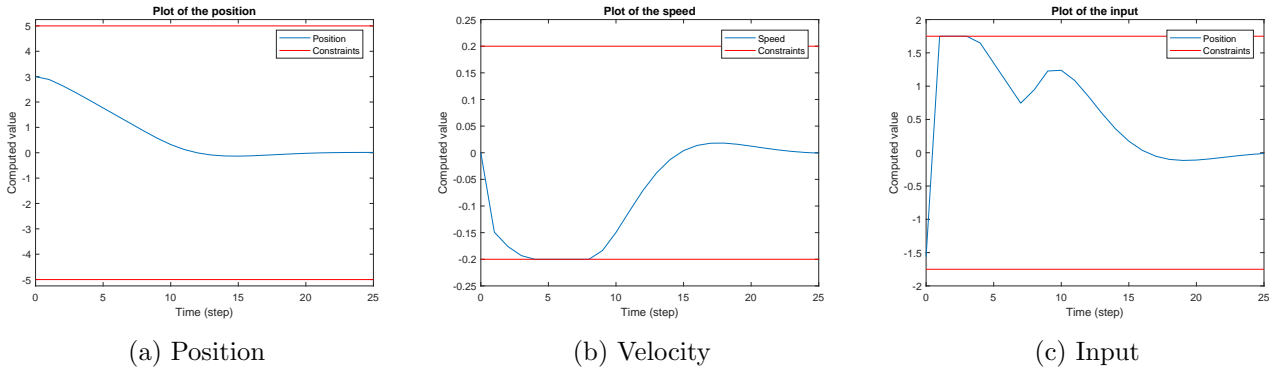 Plot of the position
5
4
3
2
1
0
-1
-2
-3
-4
-5
Computed value
0
5
10
15
20
25
Time (step)
Position
Constraints
(a) Position
Plot of the speed
0.25
0.2
0.15
0.1
0.05
0
-0.05
-0.1
-0.15
-0.2
-0.25
Computed value
0
5
10
15
20
25
Time (step)
Speed
Constraints
(b) Velocity
Plot of the input
2
1.5
1
0.5
0
-0.5
-1
-1.5
-2
Computed value
0
5
10
15
20
25
Time (step)
Position
Constraints
(c) Input